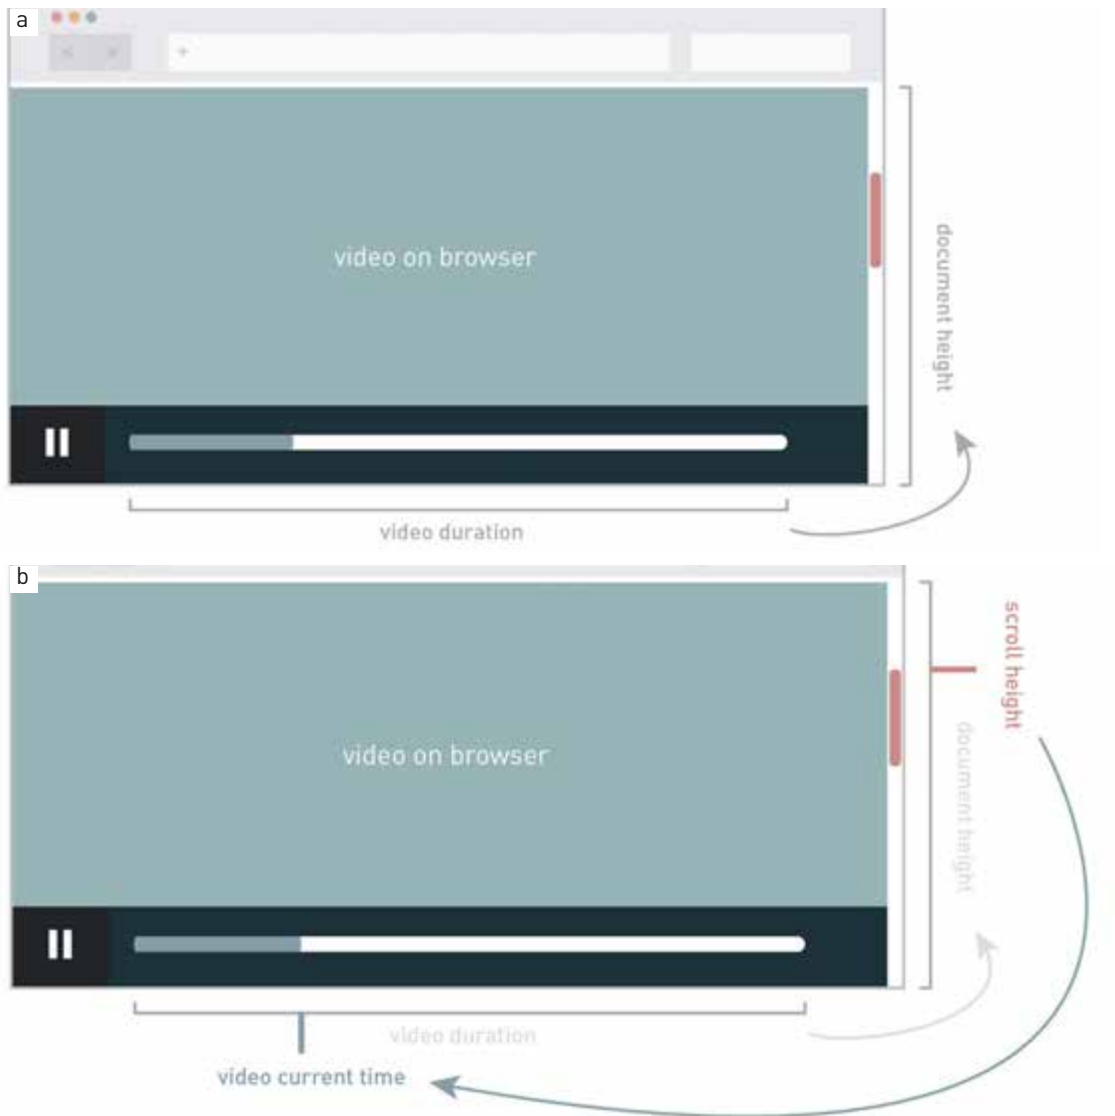 a
+
video on browser
document height
video duration
b
scroll height
video on browser
document height
video duration
video current time